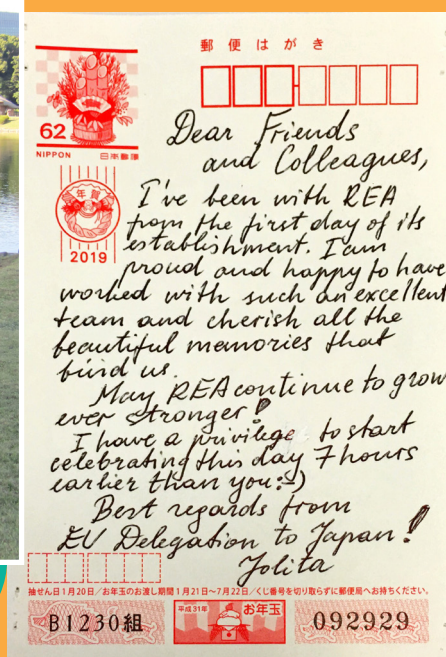 郵便はがき
62
NIPPON 日本郵便
年賀
2019
Dear Friends
and Colleagues,
I've been with REA
from the first day of its
establishment. I am
proud and happy to have
worked with such an excellent
team and cherish all the
beautiful memories that
bind us.
May REA continue to grow
ever stronger!
I have a privilege to start
celebrating this day 7 hours
earlier than you :-)
Best regards from
EU Delegation to Japan!
Jolita
抽せん日1月20日/お年玉のお渡し期間1月21日~7月22日/くじ番号を切り取らずに郵便局へお持ちください。
B1230組
平成31年 お年玉
092929